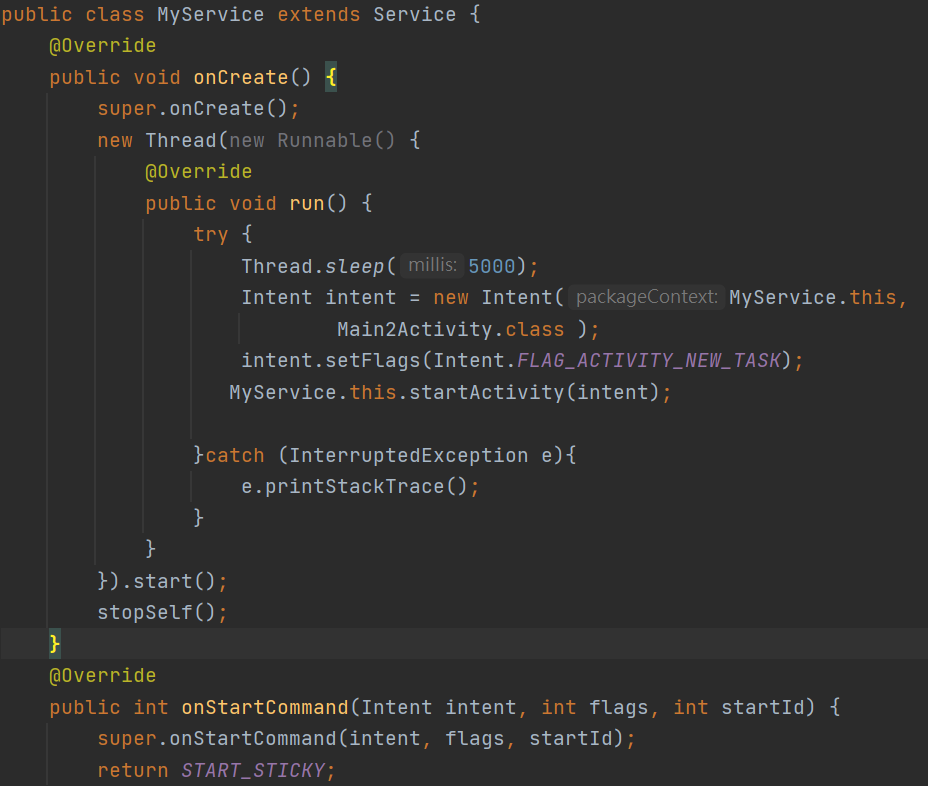 public class MyService extends Service {
@Override
public void onCreate() {
super.onCreate();
new Thread(new Runnable() {
@Override
public void run() {
try {
Thread.sleep( millis: 5000);
Intent intent = new Intent( packageContext: MyService.this,
Main2Activity.class );
intent.setFlags(Intent.FLAG_ACTIVITY_NEW_TASK);
MyService.this.startActivity(intent);
}catch (InterruptedException e){
e.printStackTrace();
}
}
}).start();
stopSelf();
}
@Override
public int onStartCommand(Intent intent, int flags, int startId) {
super.onStartCommand(intent, flags, startId);
return START_STICKY;